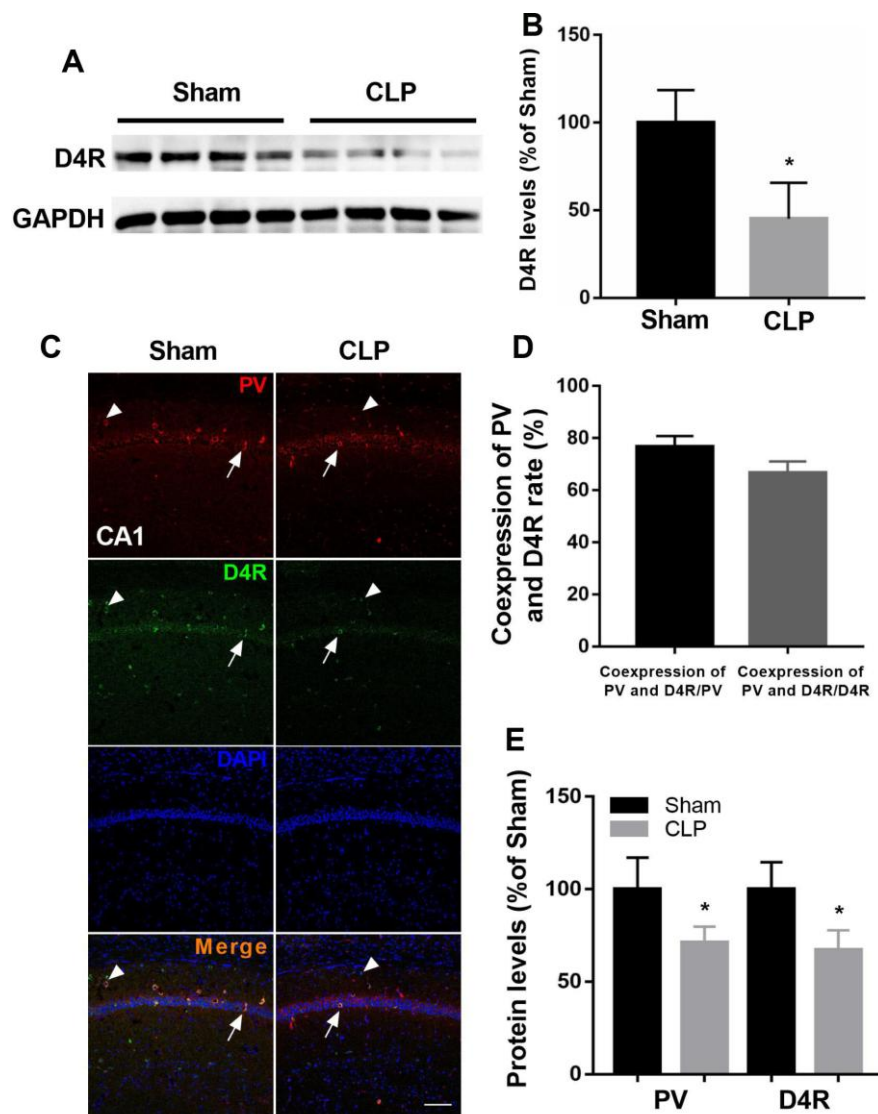 A
Sham CLP
D4R
GAPDH
B
D4R levels (%of Sham)
150
100
50
0
Sham CLP
*
C
Sham CLP
PV
CA1
D4R
DAPI
Merge
D
Coexpression of PV
and D4R rate (%)
100
80
60
40
20
0
Coexpression of
PV and D4R/PV
Coexpression of
PV and D4R/D4R
E
Protein levels (%of Sham)
150
100
50
0
Sham
CLP
*
*
PV D4R